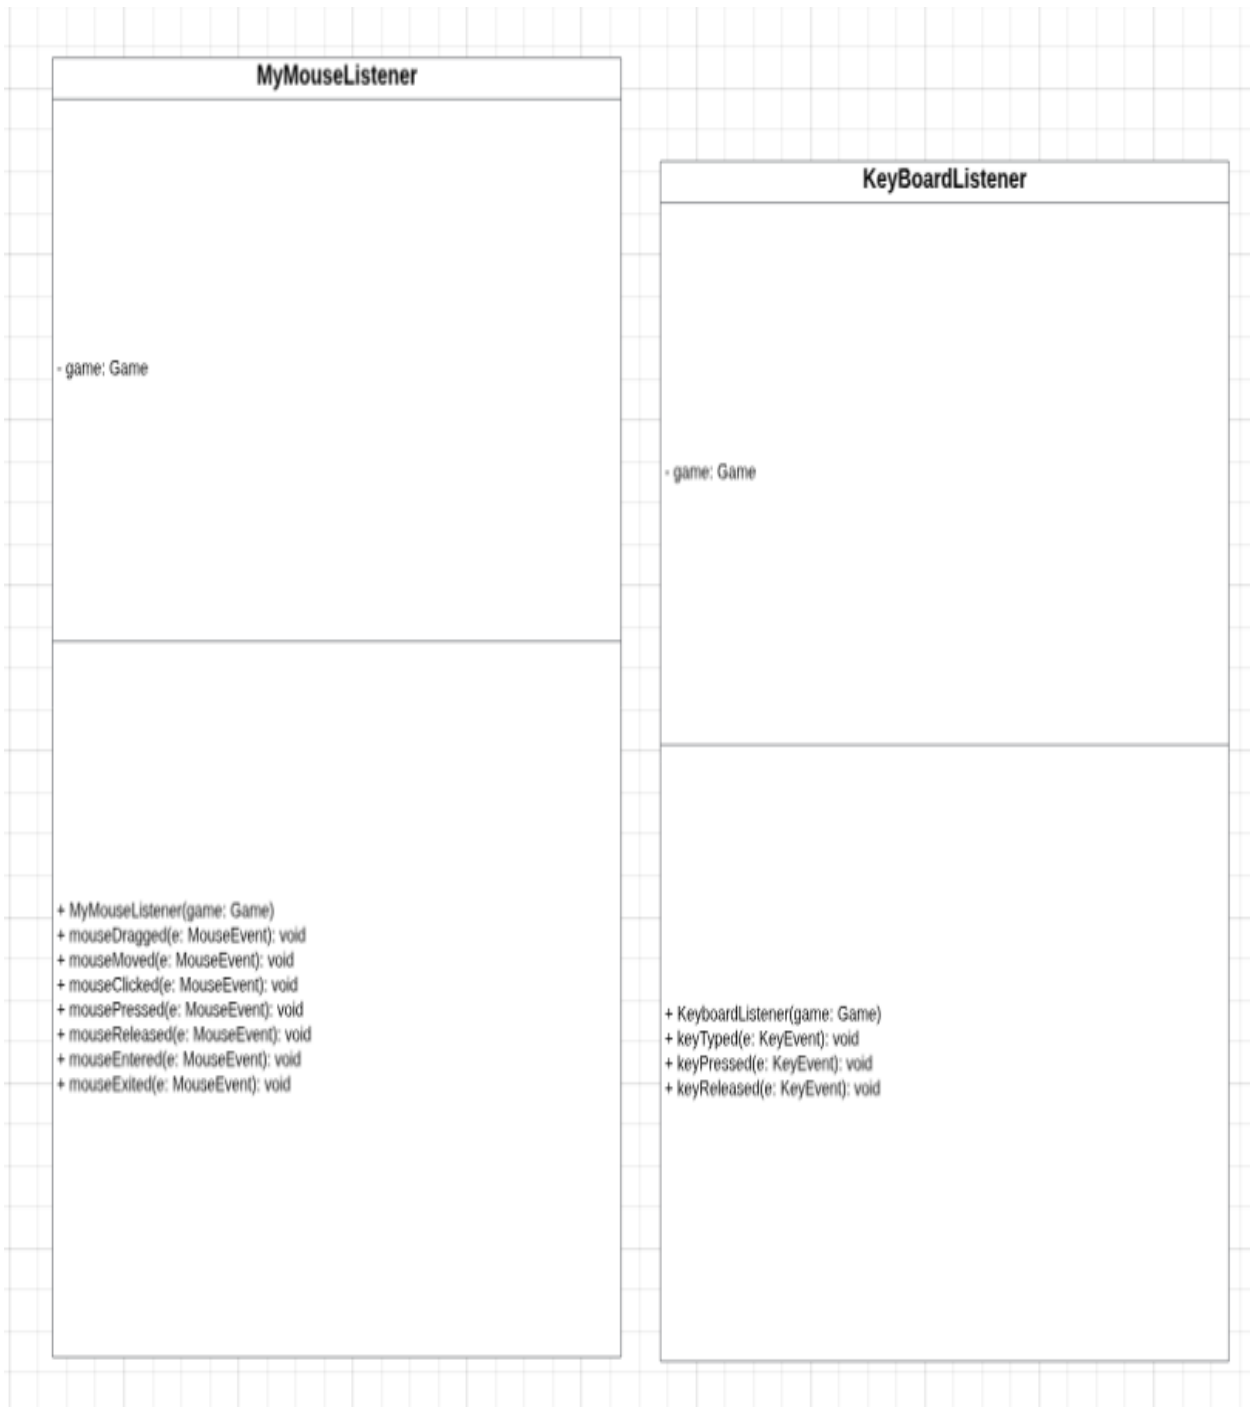 MyMouseListener
- game: Game
+ MyMouseListener(game: Game)
+ mouseDragged(e: MouseEvent): void
+ mouseMoved(e: MouseEvent): void
+ mouseClicked(e: MouseEvent): void
+ mousePressed(e: MouseEvent): void
+ mouseReleased(e: MouseEvent): void
+ mouseEntered(e: MouseEvent): void
+ mouseExited(e: MouseEvent): void
KeyBoardListener
- game: Game
+ KeyboardListener(game: Game)
+ keyTyped(e: KeyEvent): void
+ keyPressed(e: KeyEvent): void
+ keyReleased(e: KeyEvent): void